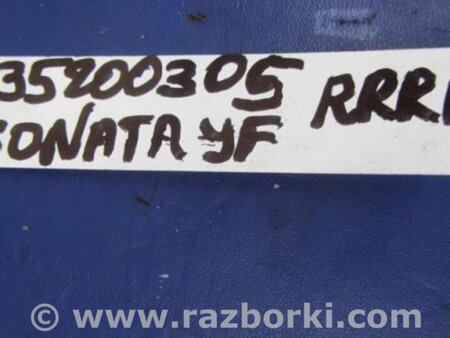 35200305 RRR
SONATA YF
© www.razborki.com